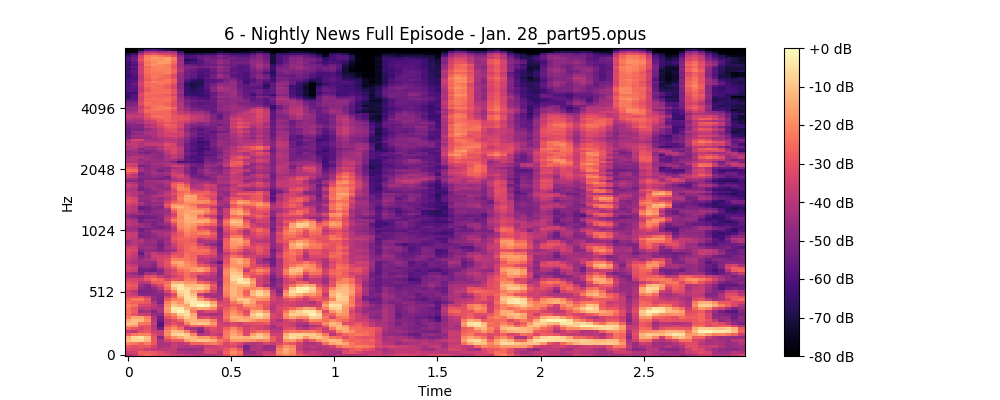 6 - Nightly News Full Episode - Jan. 28_part95.opus
+0 dB
-10 dB
-20 dB
-30 dB
-40 dB
-50 dB
-60 dB
-70 dB
-80 dB
Hz
4096
2048
1024
512
0
0
0.5
1
1.5
2
2.5
Time